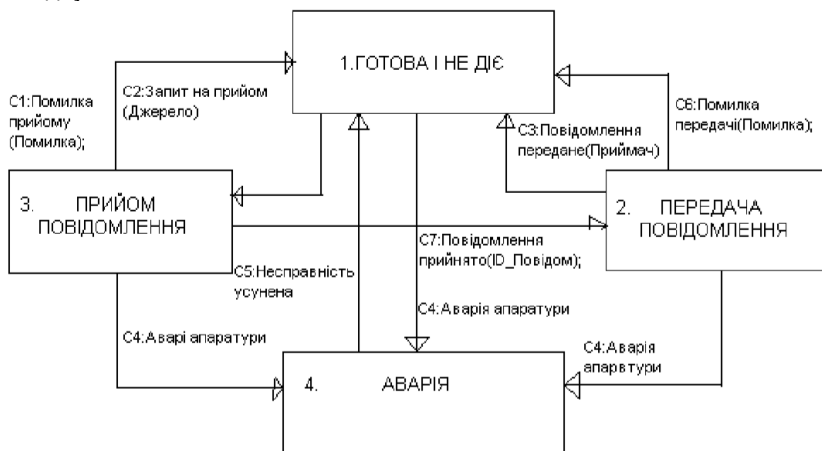 1.ГОТОВА І НЕ ДІЄ
С1:Помилка
прийому
(Помилка);
С2:Запит на прийом
(Джерело)
С6:Помилка
передачі(Помилка);
С3:Повідомлення
передане(Приймач)
3. ПРИЙОМ
ПОВІДОМЛЕННЯ
2. ПЕРЕДАЧА
ПОВІДОМЛЕННЯ
С7:Повідомлення
прийнято(ID_Повідом);
С5:Несправність
усунена
С4:Аварія апаратури
С4:Аварі апаратури
С4:Аварія
апарвтури
4. АВАРІЯ